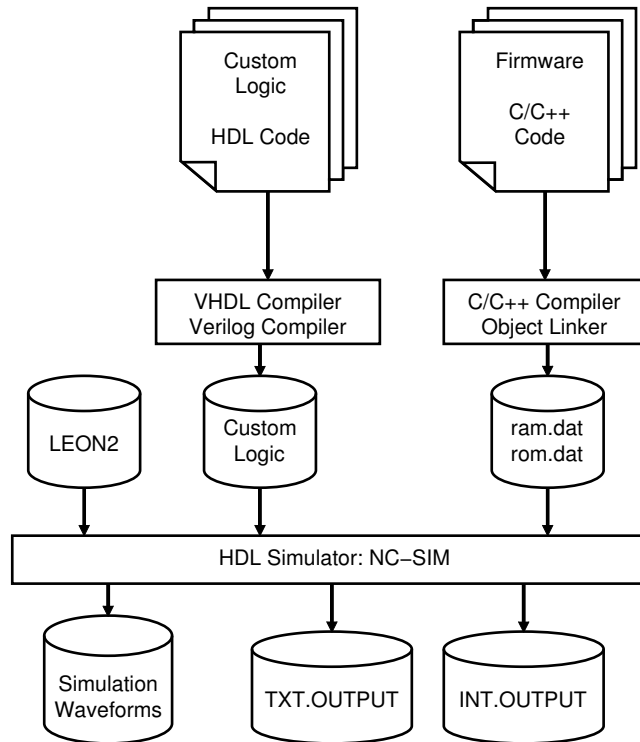 Custom
Logic
HDL Code
Firmware
C/C++
Code
VHDL Compiler
Verilog Compiler
C/C++ Compiler
Object Linker
LEON2
Custom
Logic
ram.dat
rom.dat
HDL Simulator: NC−SIM
Simulation
Waveforms
TXT.OUTPUT
INT.OUTPUT